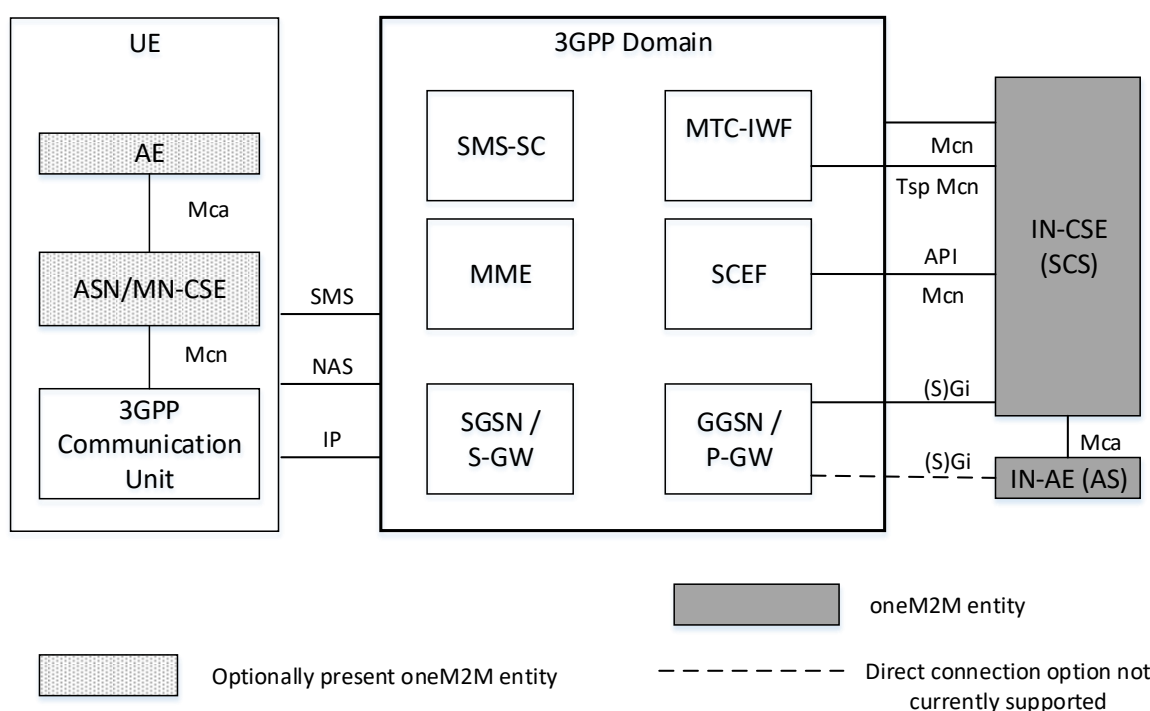 UE
AE
Mca
ASN/MN-CSE
Mcn
3GPP
Communication
Unit
SMS
NAS
IP
3GPP Domain
SMS-SC
MTC-IWF
MME
SCEF
SGSN /
S-GW
GGSN /
P-GW
Mcn
Tsp Mcn
API
Mcn
(S)Gi
(S)Gi
IN-CSE
(SCS)
Mca
IN-AE (AS)
oneM2M entity
Optionally present oneM2M entity
Direct connection option not
currently supported